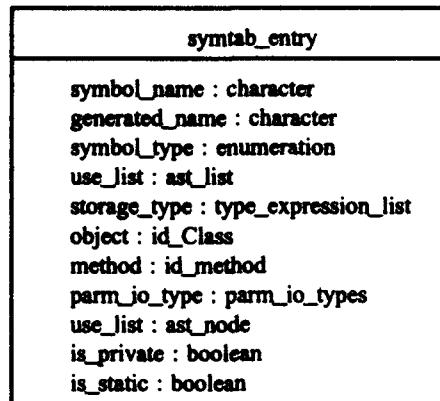 symtab_entry
symbol_name : character
generated_name : character
symbol_type : enumeration
use_list : ast_list
storage_type : type_expression_list
object : id_Class
method : id_method
parm_io_type : parm_io_types
use_list : ast_node
is_private : boolean
is_static : boolean